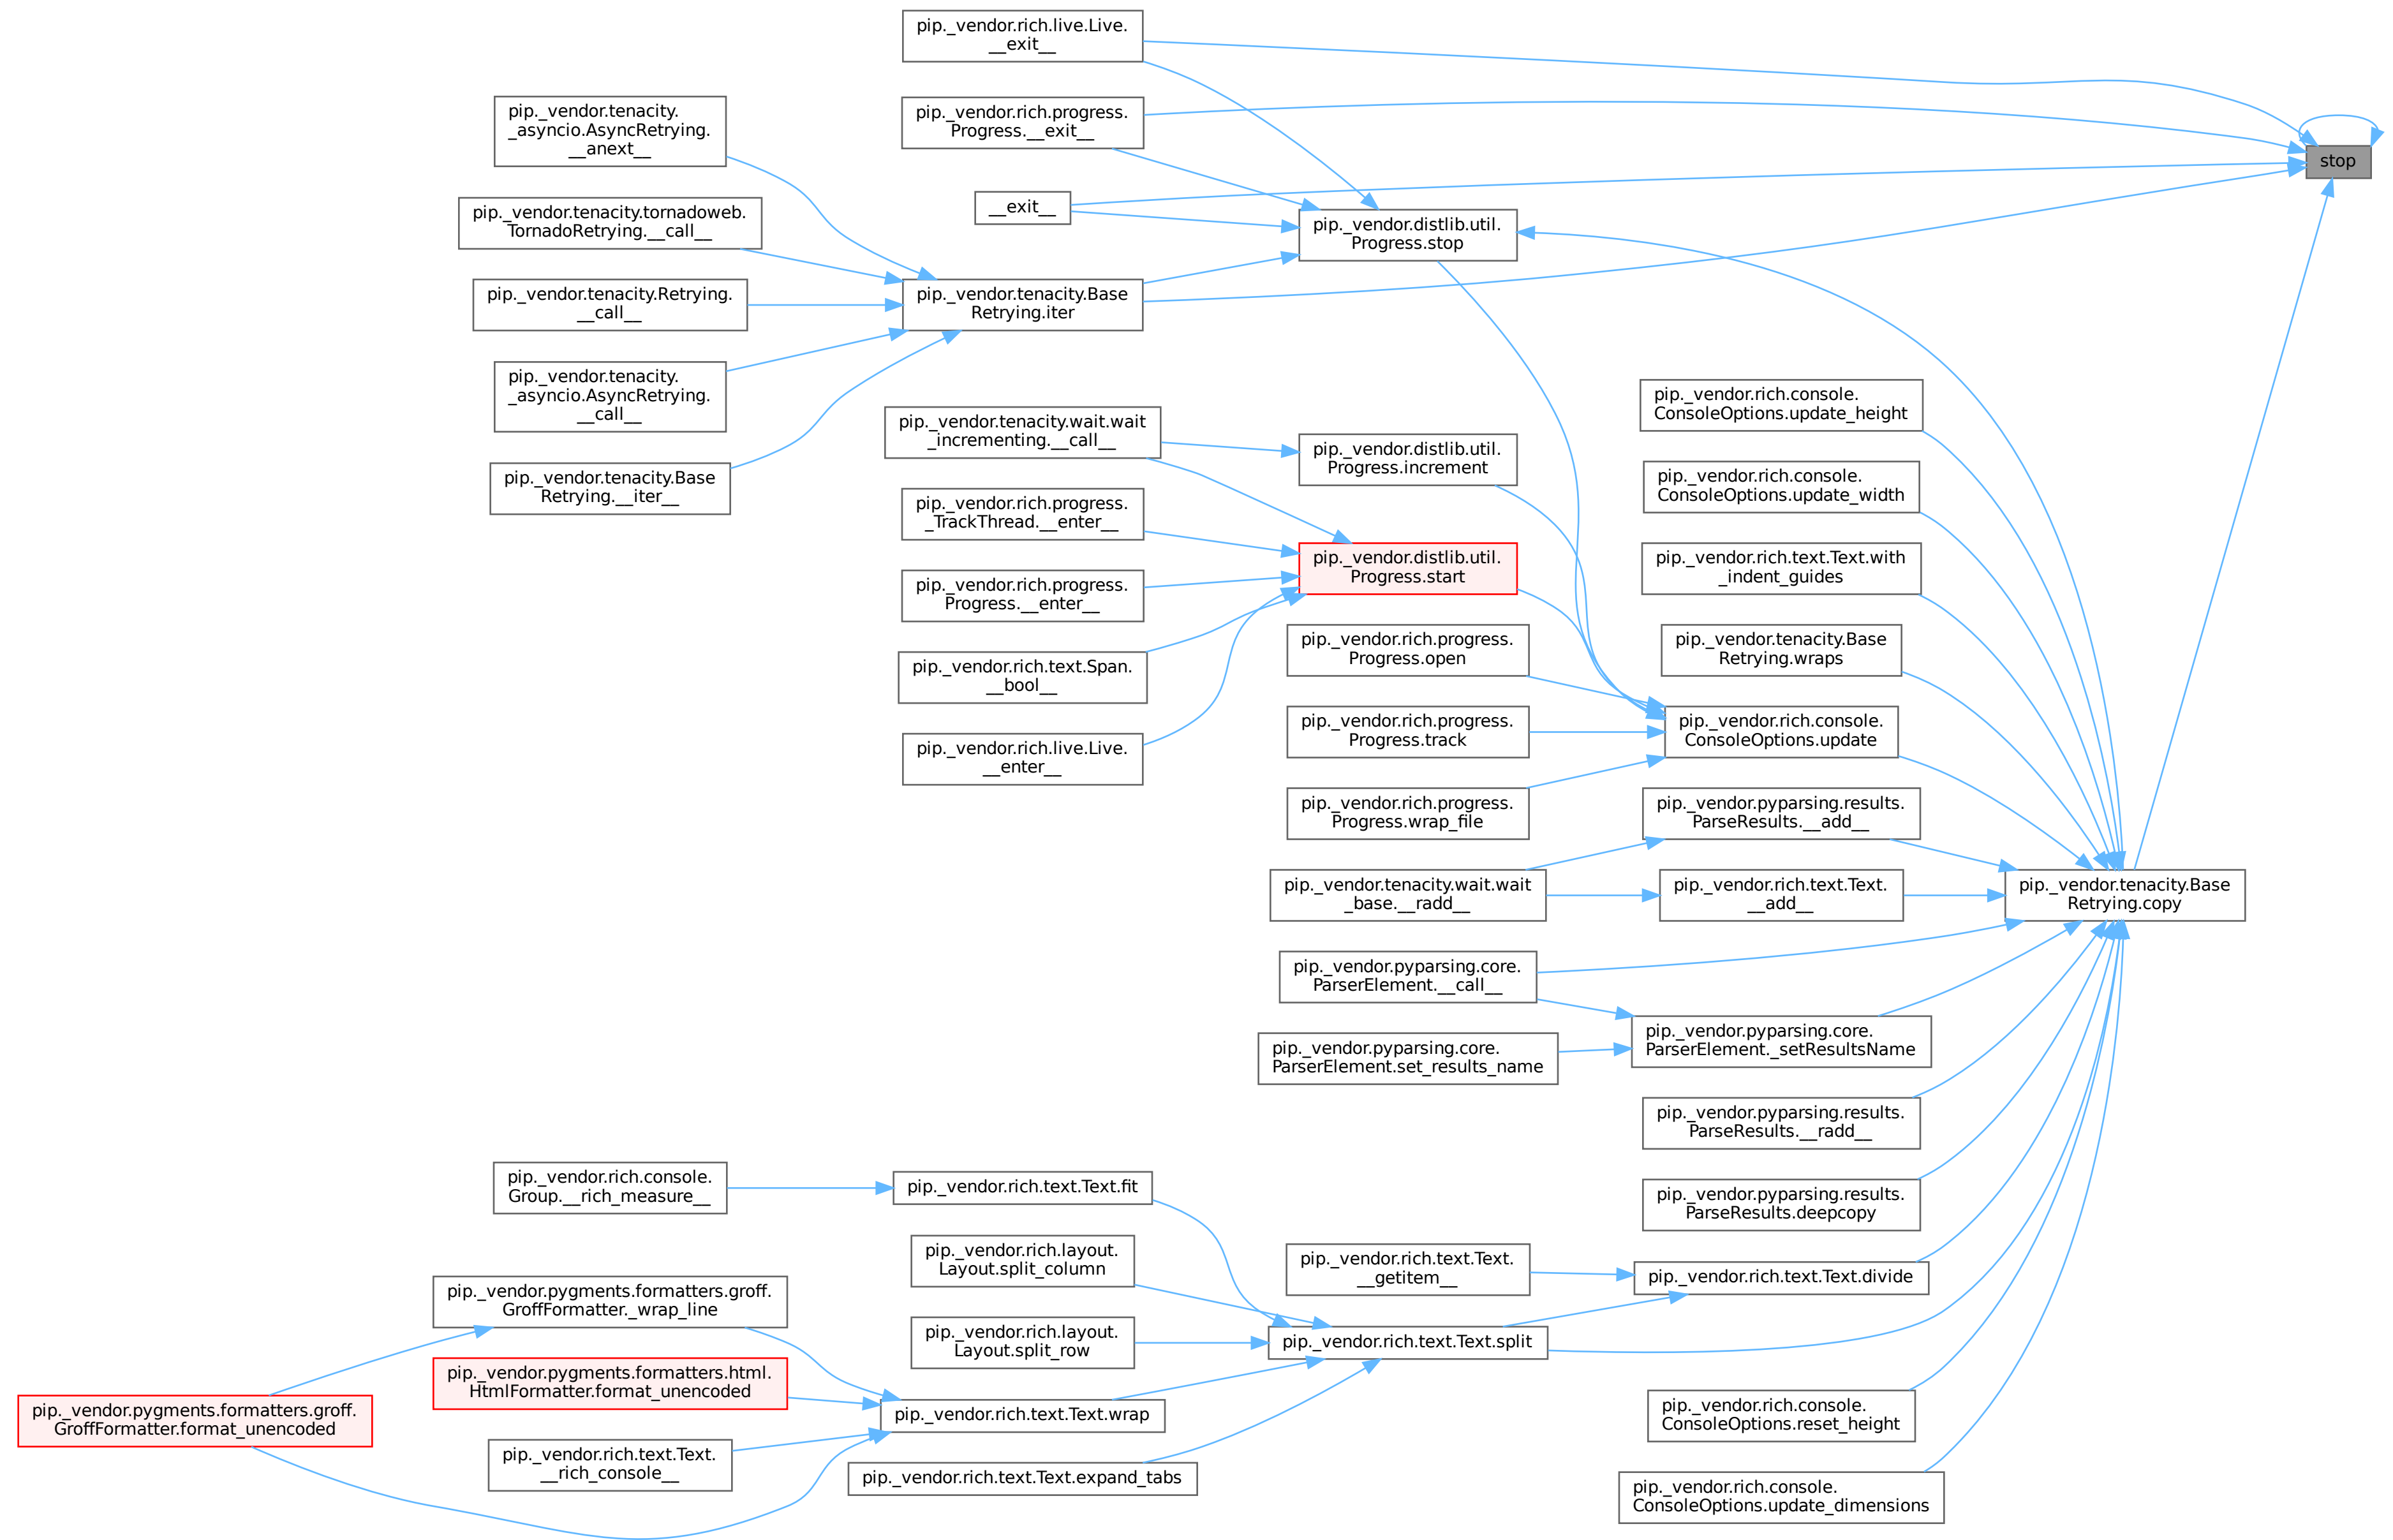 pip._vendor.rich.live.Live.
__exit__
pip._vendor.rich.progress.
Progress.__exit__
__exit__
stop
pip._vendor.distlib.util.
Progress.stop
pip._vendor.tenacity.
_asyncio.AsyncRetrying.
__anext__
pip._vendor.tenacity.tornadoweb.
TornadoRetrying.__call__
pip._vendor.tenacity.Retrying.
__call__
pip._vendor.tenacity.
_asyncio.AsyncRetrying.
__call__
pip._vendor.tenacity.Base
Retrying.__iter__
pip._vendor.tenacity.Base
Retrying.iter
pip._vendor.tenacity.wait.wait
_incrementing.__call__
pip._vendor.rich.progress.
_TrackThread.__enter__
pip._vendor.rich.progress.
Progress.__enter__
pip._vendor.rich.text.Span.
__bool__
pip._vendor.rich.live.Live.
__enter__
pip._vendor.distlib.util.
Progress.increment
pip._vendor.distlib.util.
Progress.start
pip._vendor.rich.progress.
Progress.open
pip._vendor.rich.progress.
Progress.track
pip._vendor.rich.progress.
Progress.wrap_file
pip._vendor.rich.console.
ConsoleOptions.update_height
pip._vendor.rich.console.
ConsoleOptions.update_width
pip._vendor.rich.text.Text.with
_indent_guides
pip._vendor.tenacity.Base
Retrying.wraps
pip._vendor.rich.console.
ConsoleOptions.update
pip._vendor.pyparsing.results.
ParseResults.__add__
pip._vendor.tenacity.wait.wait
_base.__radd__
pip._vendor.rich.text.Text.
__add__
pip._vendor.tenacity.Base
Retrying.copy
pip._vendor.pyparsing.core.
ParserElement.__call__
pip._vendor.pyparsing.core.
ParserElement._setResultsName
pip._vendor.pyparsing.core.
ParserElement.set_results_name
pip._vendor.pyparsing.results.
ParseResults.__radd__
pip._vendor.pyparsing.results.
ParseResults.deepcopy
pip._vendor.rich.console.
Group.__rich_measure__
pip._vendor.rich.text.Text.fit
pip._vendor.rich.layout.
Layout.split_column
pip._vendor.rich.layout.
Layout.split_row
pip._vendor.rich.text.Text.
__getitem__
pip._vendor.rich.text.Text.divide
pip._vendor.rich.text.Text.split
pip._vendor.pygments.formatters.groff.
GroffFormatter._wrap_line
pip._vendor.pygments.formatters.html.
HtmlFormatter.format_unencoded
pip._vendor.pygments.formatters.groff.
GroffFormatter.format_unencoded
pip._vendor.rich.text.Text.
__rich_console__
pip._vendor.rich.text.Text.wrap
pip._vendor.rich.text.Text.expand_tabs
pip._vendor.rich.console.
ConsoleOptions.reset_height
pip._vendor.rich.console.
ConsoleOptions.update_dimensions